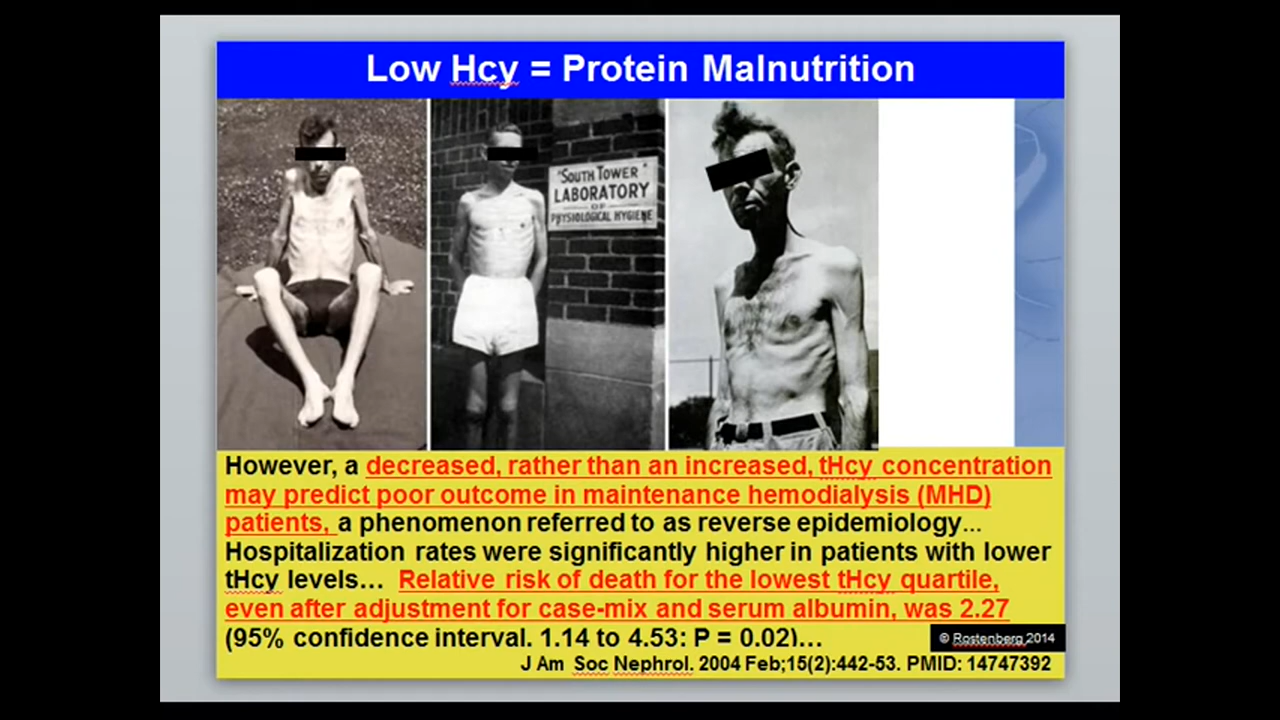 Low Hcy = Protein Malnutrition
"SOUTH TOWER"
LABORATORY
OF
PHYSIOLOGICAL HYGIENE
However, a decreased, rather than an increased, tHcy concentration
may predict poor outcome in maintenance hemodialysis (MHD)
patients, a phenomenon referred to as reverse epidemiology...
Hospitalization rates were significantly higher in patients with lower
tHcy levels... Relative risk of death for the lowest tHcy quartile,
even after adjustment for case-mix and serum albumin, was 2.27
(95% confidence interval. 1.14 to 4.53: P = 0.02)...
© Rostenberg 2014
J Am Soc Nephrol. 2004 Feb;15(2):442-53. PMID: 14747392